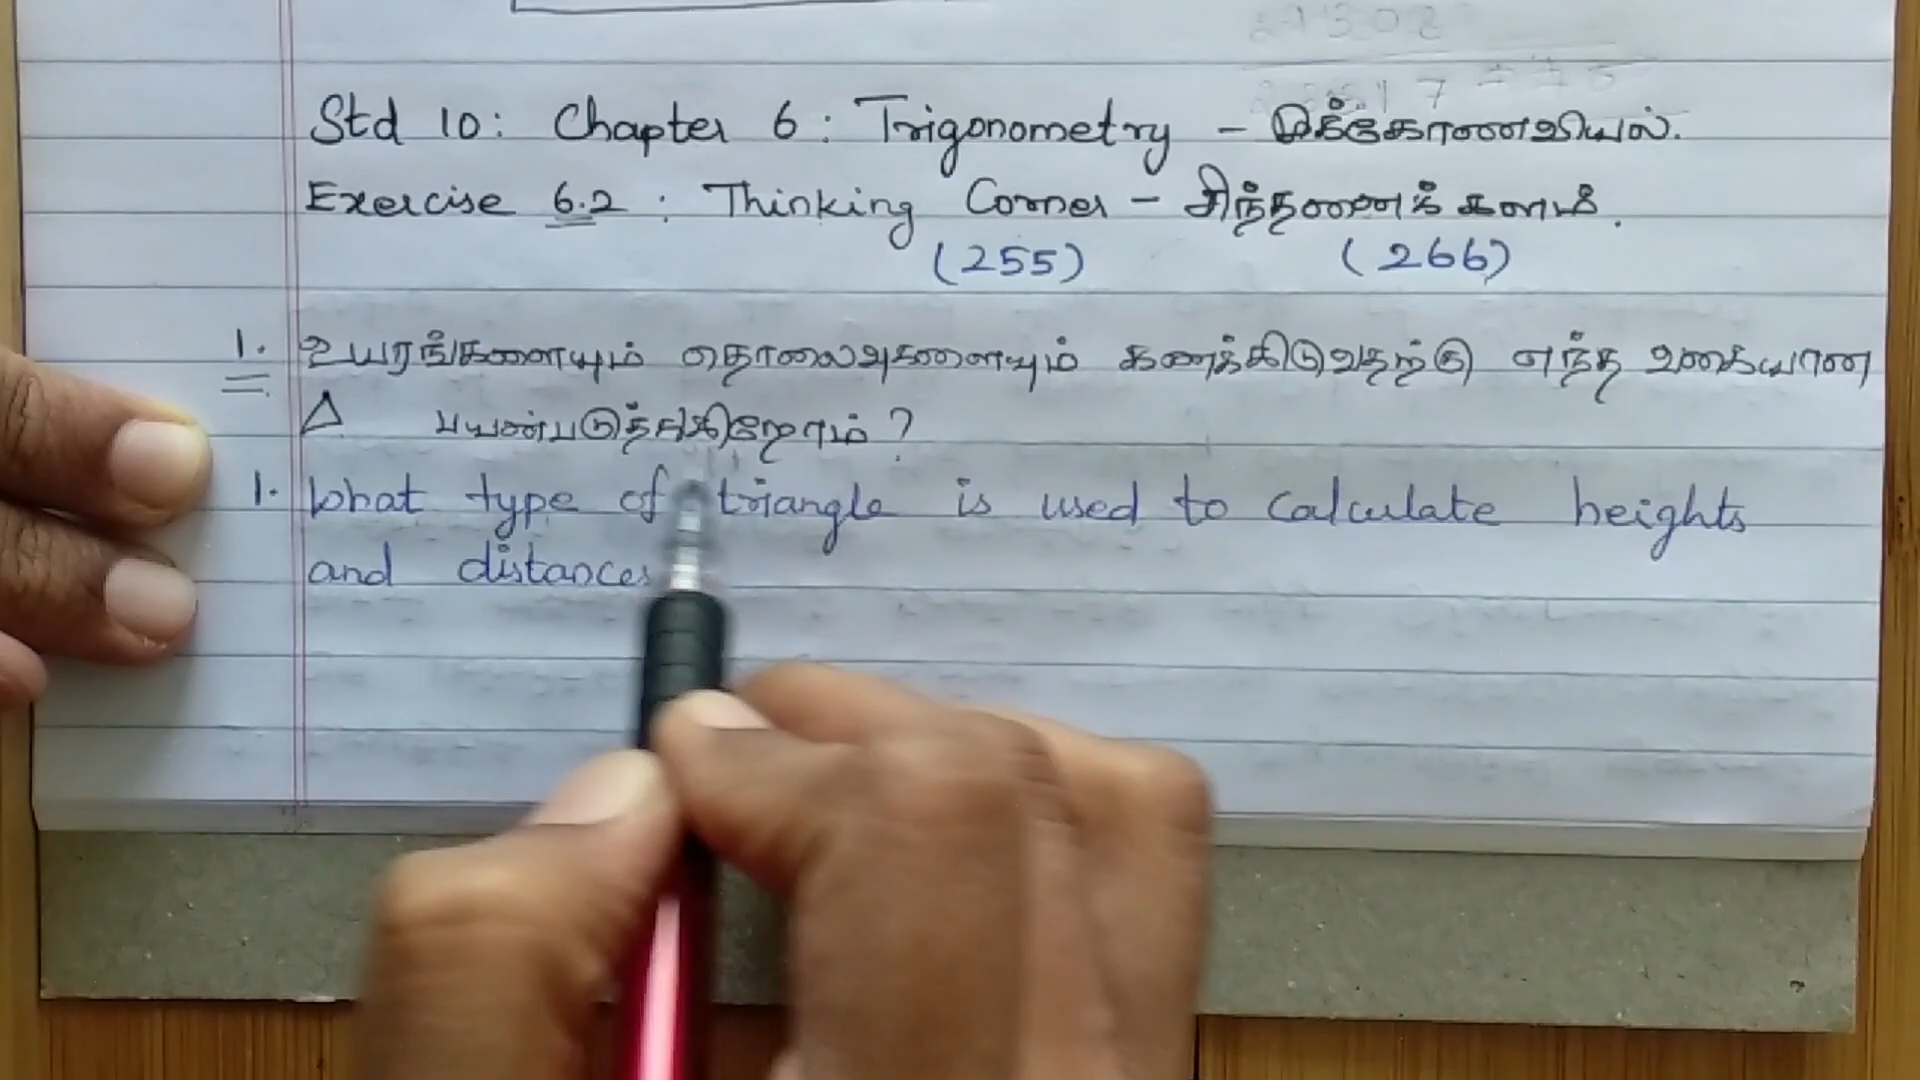 Std 10: Chapter 6 : Trigonometry - முக்கோணவியல்.
Exercise 6.2 : Thinking Corner - சிந்தனைக் களம்.
(255) (266)
1. உயரங்களையும் தொலைவுகளையும் கணக்கிடுவதற்கு எந்த வகையான
△ பயன்படுத்துகிறோம்?
1. What type of triangle is used to calculate heights
and distances